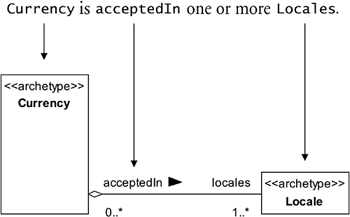 Currency is acceptedIn one or more Locales.
<<archetype>>
Currency
acceptedIn ► locales
0..* 1..*
<<archetype>>
Locale